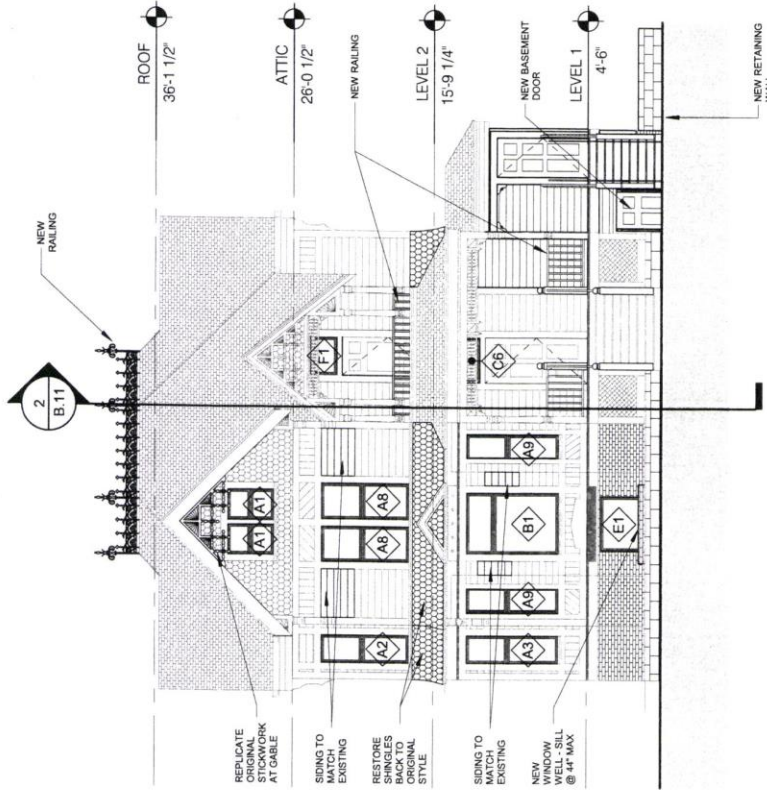 NEW
RAILING
2
B.11
ROOF
36'-1 1/2"
ATTIC
26'-0 1/2"
NEW RAILING
LEVEL 2
15'-9 1/4"
NEW BASEMENT
DOOR
LEVEL 1
4'-6"
NEW RETAINING
REPLICATE
ORIGINAL
STICKWORK
AT GABLE
SIDING TO
MATCH
EXISTING
RESTORE
SHINGLES
BACK TO
ORIGINAL
STYLE
SIDING TO
MATCH
EXISTING
NEW
WINDOW
WELL - SILL
@ 44" MAX
A1
A1
F1
A2
A8
A8
C6
A3
A9
B1
A9
E1